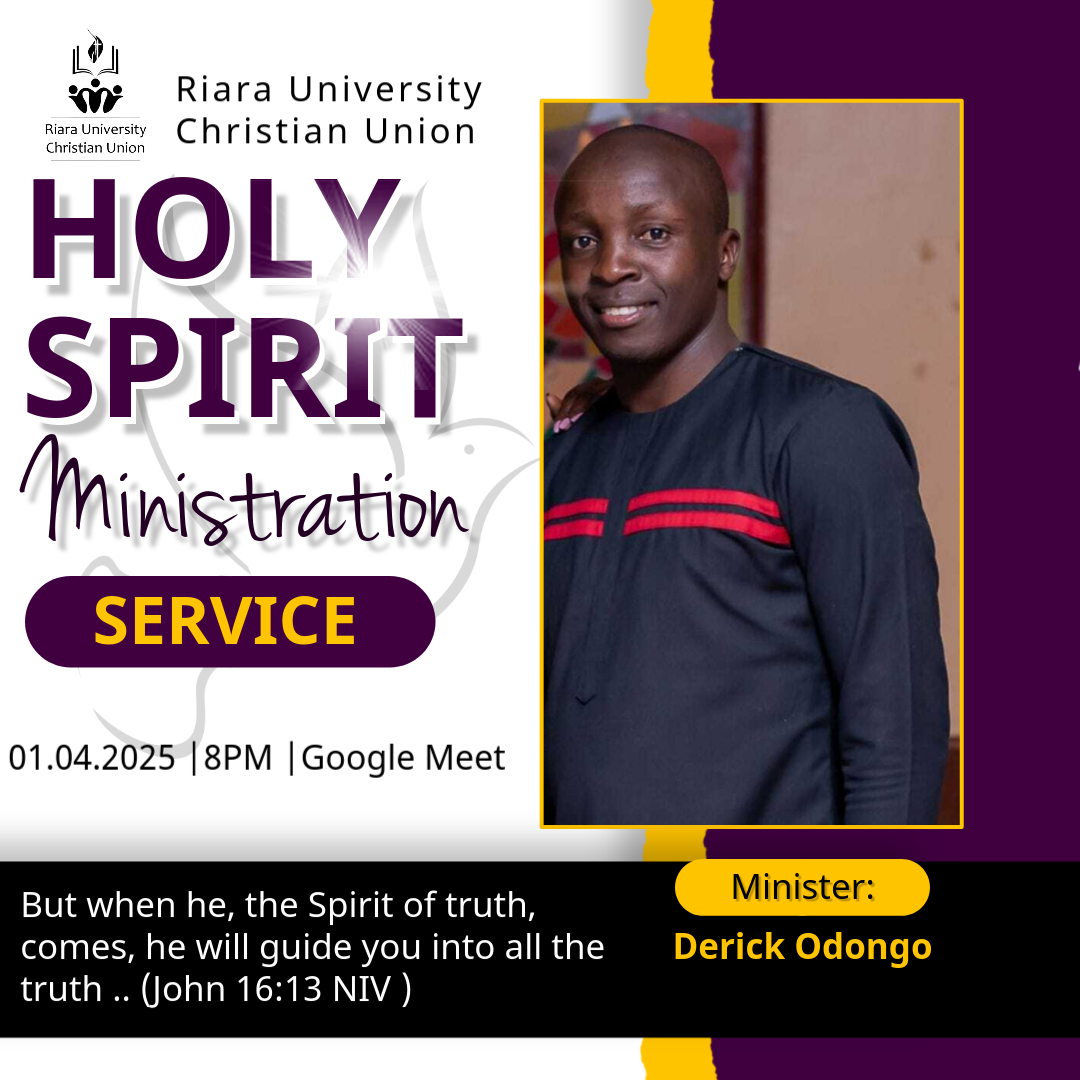 Riara University
Christian Union
Riara University
Christian Union
HOLY
SPIRIT
Ministration
SERVICE
01.04.2025 |8PM |Google Meet
But when he, the Spirit of truth,
comes, he will guide you into all the
truth .. (John 16:13 NIV )
Minister:
Derick Odongo